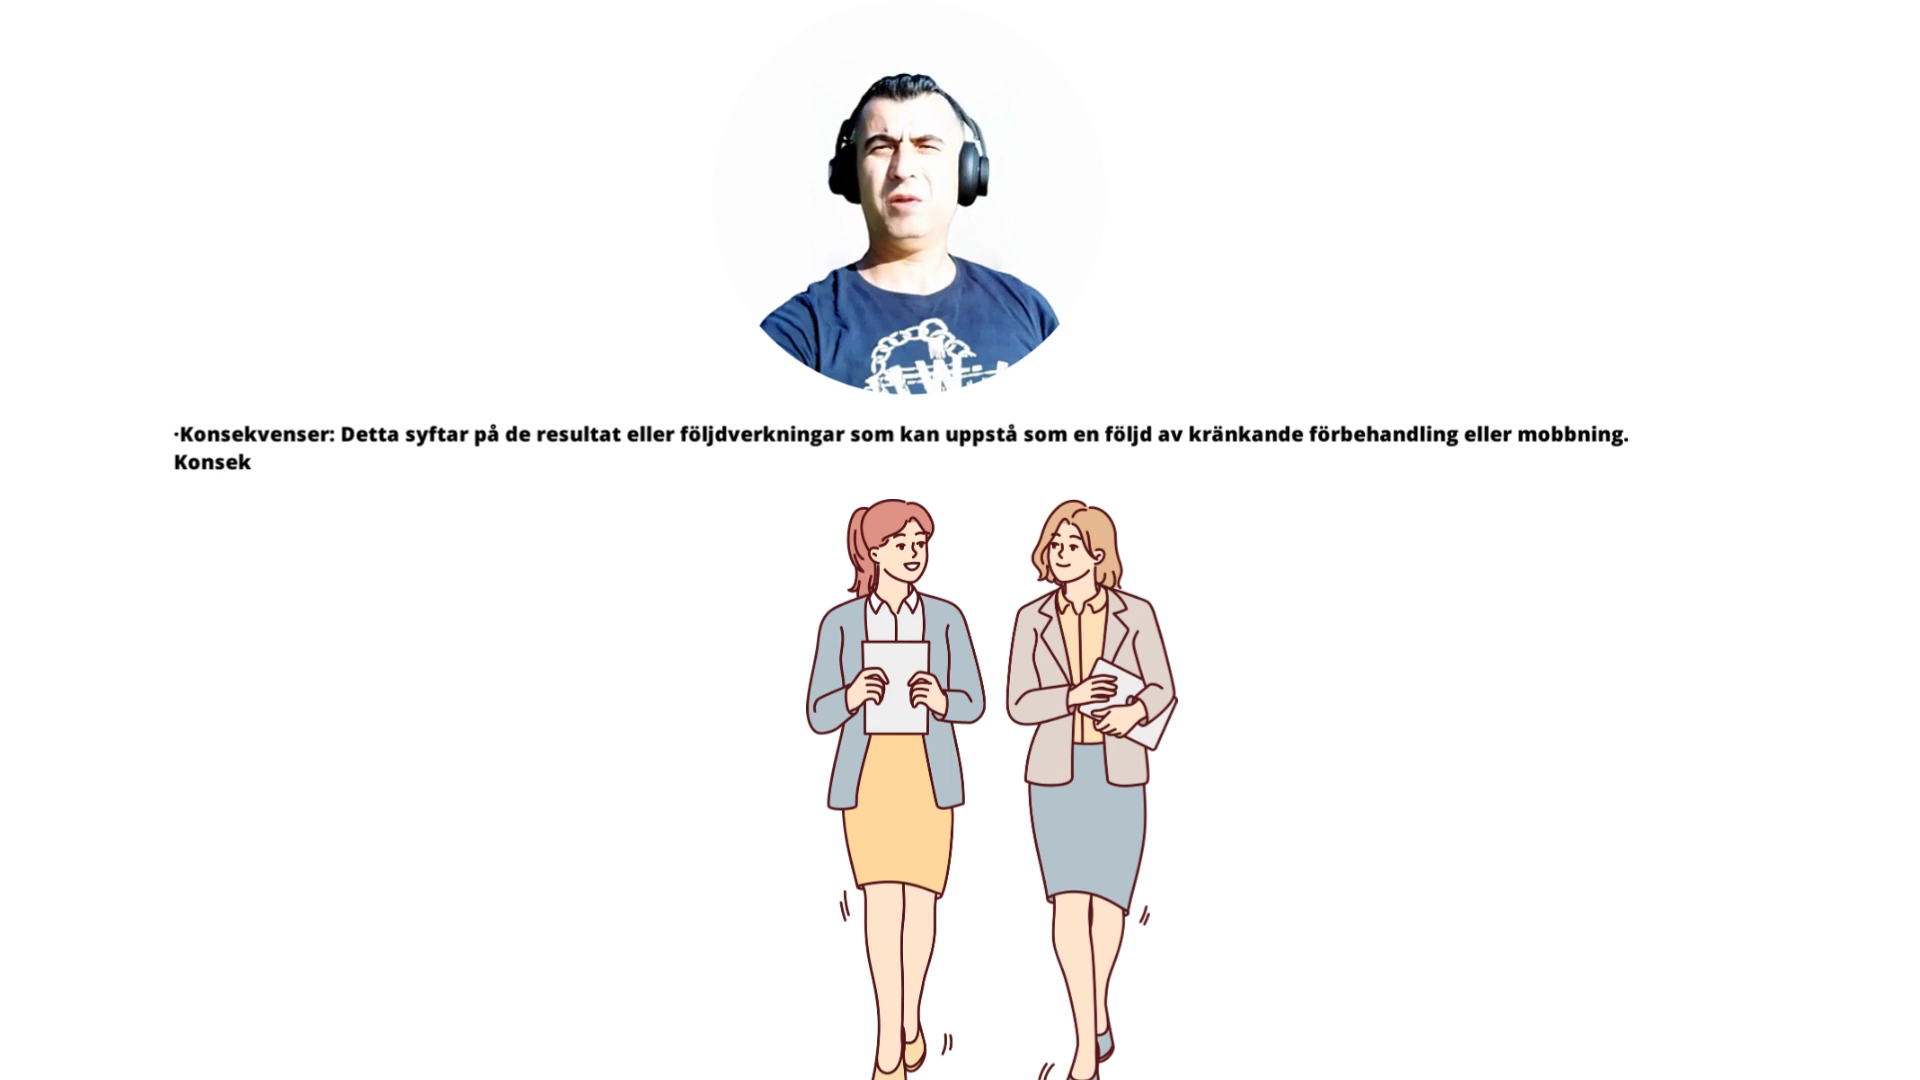 ·Konsekvenser: Detta syftar på de resultat eller följdverkningar som kan uppstå som en följd av kränkande förbehandling eller mobbning.
Konsek